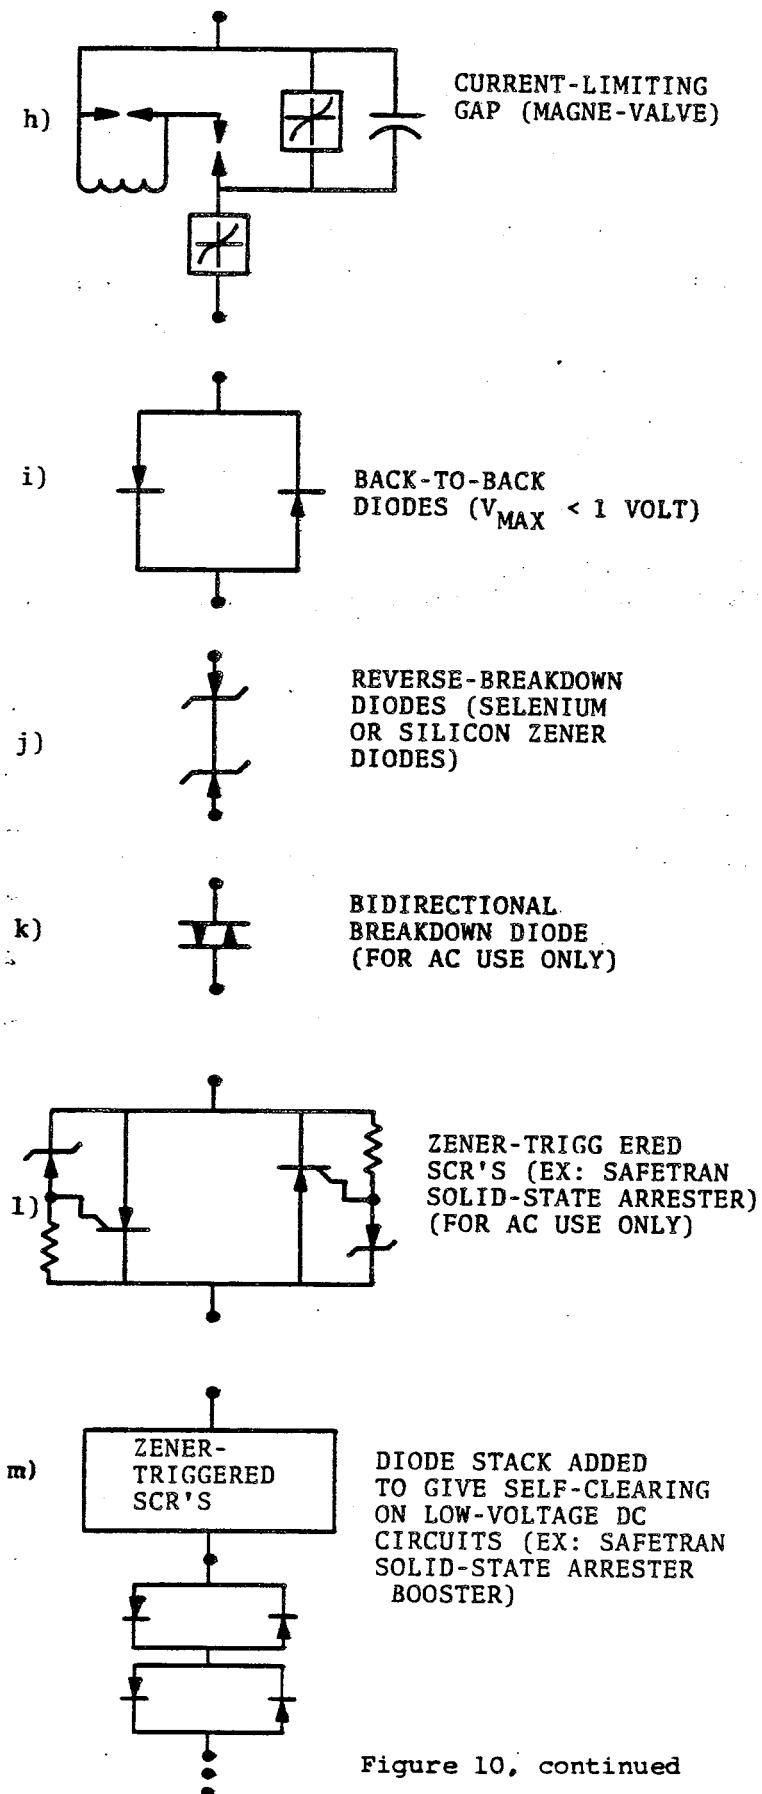 h)
CURRENT-LIMITING
GAP (MAGNE-VALVE)
i)
BACK-TO-BACK
DIODES (VMAX < 1 VOLT)
j)
REVERSE-BREAKDOWN
DIODES (SELENIUM
OR SILICON ZENER
DIODES)
k)
BIDIRECTIONAL
BREAKDOWN DIODE
(FOR AC USE ONLY)
l)
ZENER-TRIGG ERED
SCR'S (EX: SAFETRAN
SOLID-STATE ARRESTER)
(FOR AC USE ONLY)
m)
ZENER-
TRIGGERED
SCR'S
DIODE STACK ADDED
TO GIVE SELF-CLEARING
ON LOW-VOLTAGE DC
CIRCUITS (EX: SAFETRAN
SOLID-STATE ARRESTER
BOOSTER)
Figure 10, continued